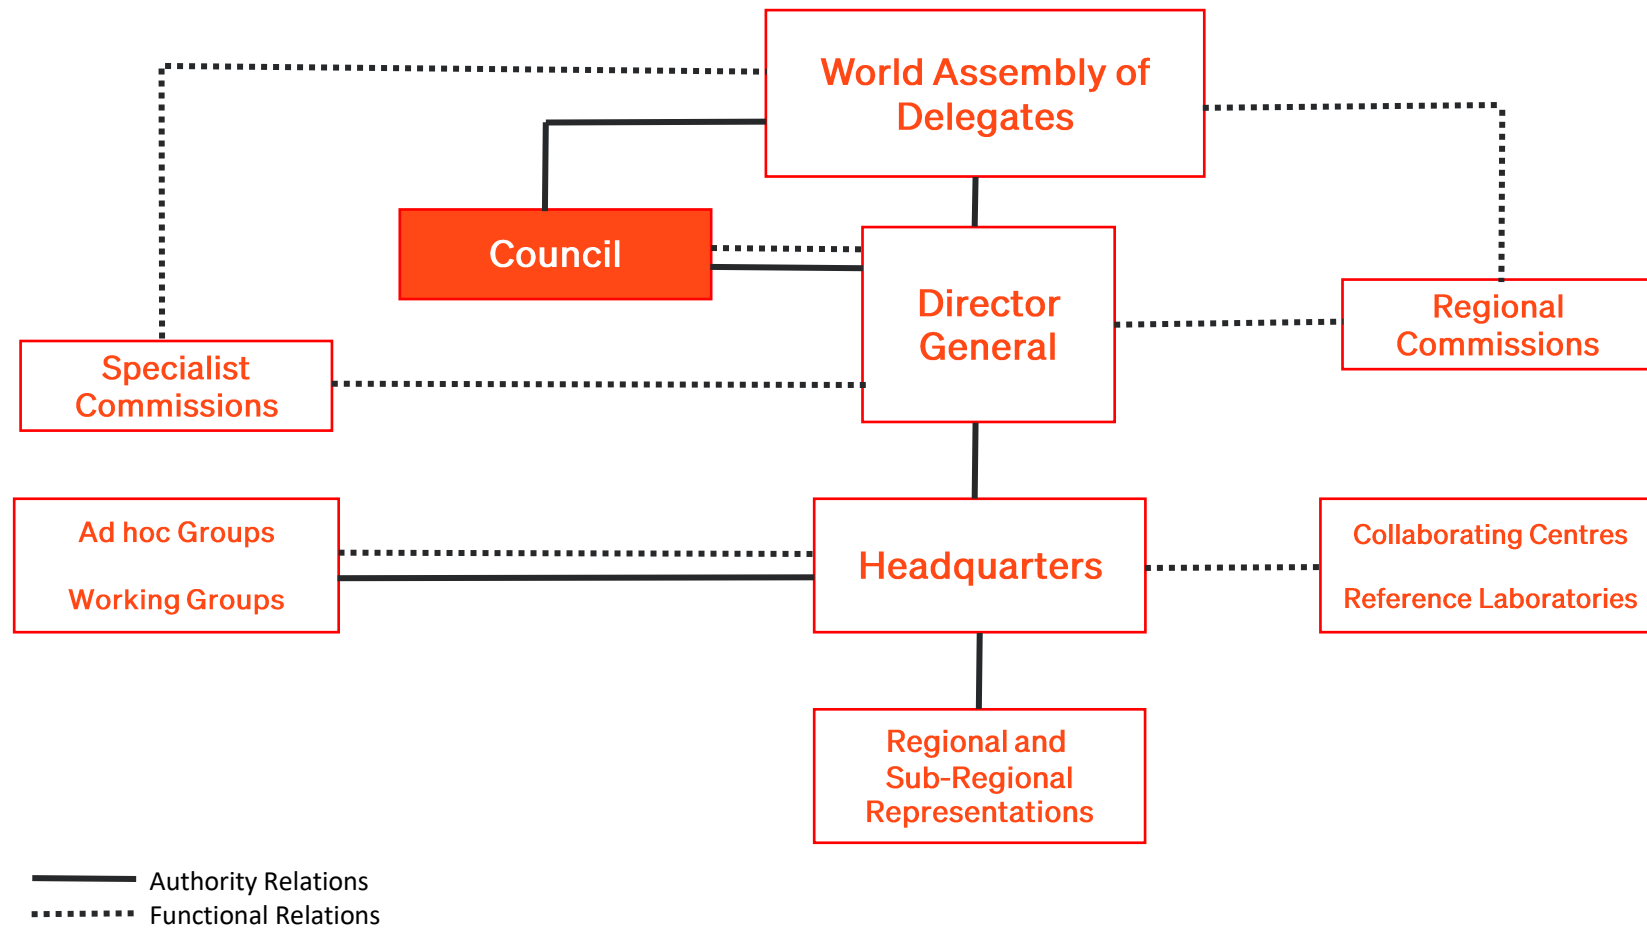 World Assembly of
Delegates
Council
Director
General
Regional
Commissions
Specialist
Commissions
Ad hoc Groups
Working Groups
Headquarters
Collaborating Centres
Reference Laboratories
Regional and
Sub-Regional
Representations
Authority Relations
Functional Relations